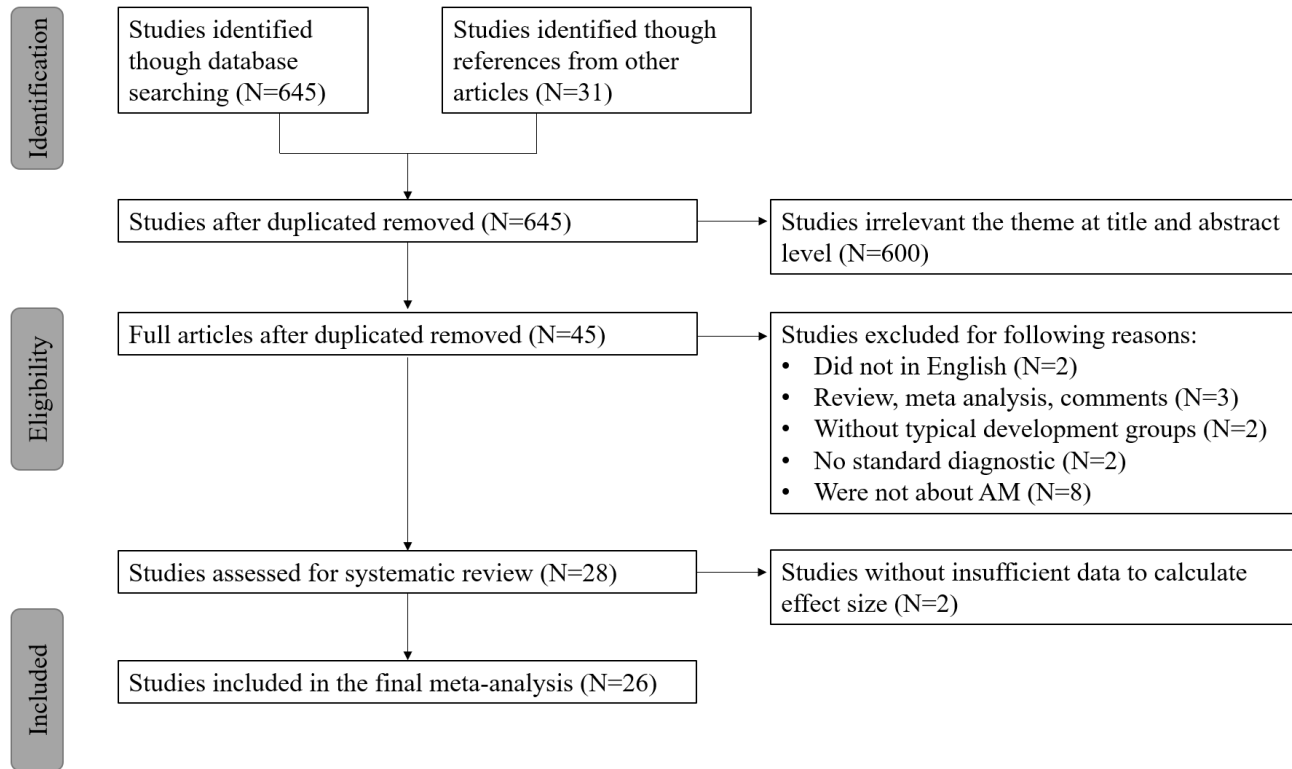 Identification
Studies identified
though database
searching (N=645)
Studies identified though
references from other
articles (N=31)
Studies after duplicated removed (N=645)
Studies irrelevant the theme at title and abstract
level (N=600)
Eligibility
Full articles after duplicated removed (N=45)
Studies excluded for following reasons:
• Did not in English (N=2)
• Review, meta analysis, comments (N=3)
• Without typical development groups (N=2)
• No standard diagnostic (N=2)
• Were not about AM (N=8)
Studies assessed for systematic review (N=28)
Studies without insufficient data to calculate
effect size (N=2)
Included
Studies included in the final meta-analysis (N=26)